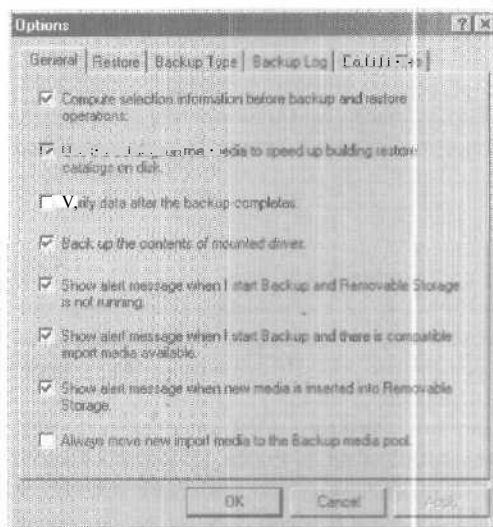 Options
General Restore Backup Type Backup Log
Compute selection information before backup and restore
operations.
media to speed up building restore
catalogs on disk.
V,rify data after the backup completes.
Back up the contents of mounted drives.
Show alert message when I start Backup and Removable Storage
is not running.
Show alert message when I start Backup and there is compatible
import media available.
Show alert message when new media is inserted into Removable
Storage.
Always move new import media to the Backup media pool.
OK Cancel Apply